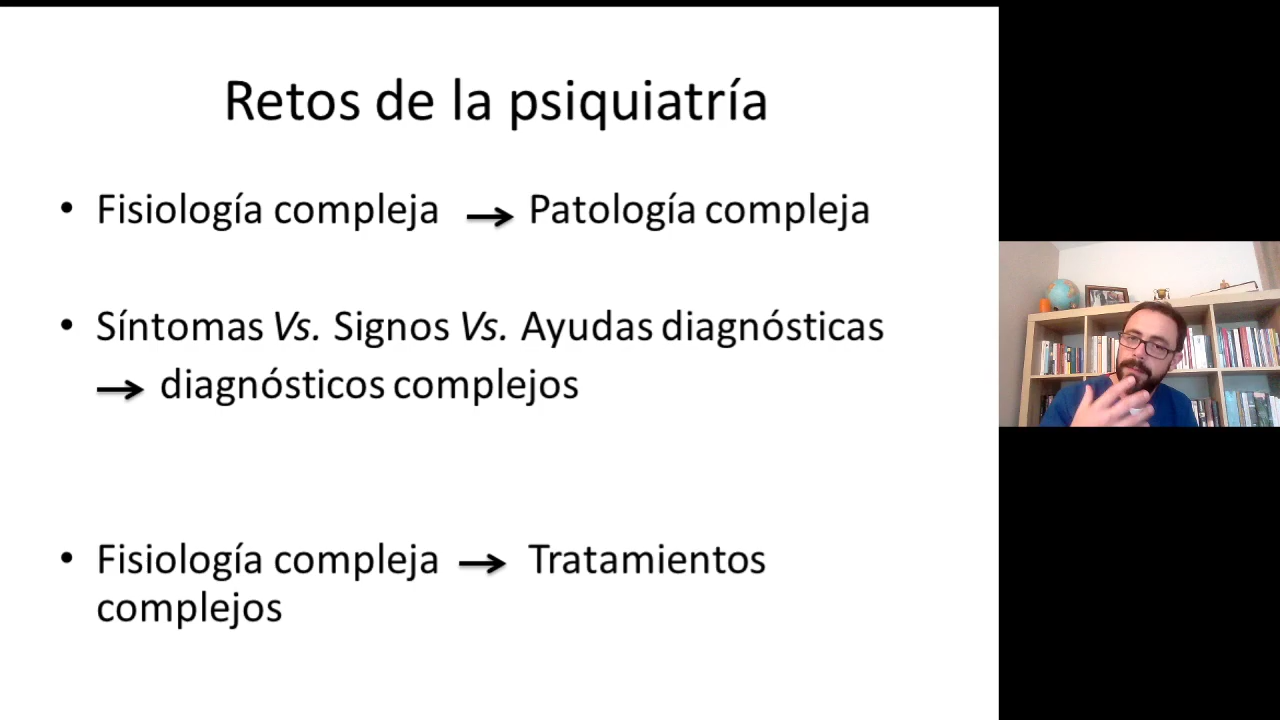 Retos de la psiquiatría
• Fisiología compleja → Patología compleja
• Síntomas Vs. Signos Vs. Ayudas diagnósticas
→ diagnósticos complejos
• Fisiología compleja → Tratamientos
complejos